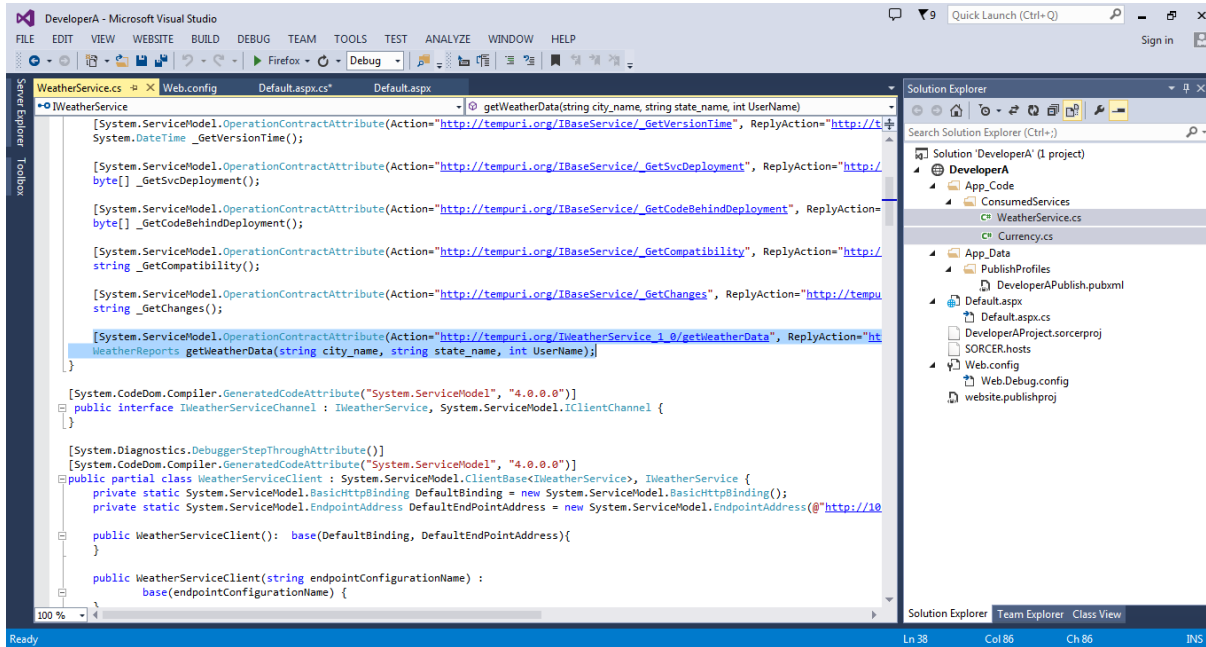 DeveloperA - Microsoft Visual Studio
9
Quick Launch (Ctrl+Q)
FILE EDIT VIEW WEBSITE BUILD DEBUG TEAM TOOLS TEST ANALYZE WINDOW HELP
Sign in
Firefox
Debug
Server Explorer
Toolbox
WeatherService.cs
Web.config
Default.aspx.cs*
Default.aspx
IWeatherService
getWeatherData(string city_name, string state_name, int UserName)
[System.ServiceModel.OperationContractAttribute(Action="http://tempuri.org/IBaseService/_GetVersionTime", ReplyAction="http://t
System.DateTime _GetVersionTime();
[System.ServiceModel.OperationContractAttribute(Action="http://tempuri.org/IBaseService/_GetSvcDeployment", ReplyAction="http:/
byte[] _GetSvcDeployment();
[System.ServiceModel.OperationContractAttribute(Action="http://tempuri.org/IBaseService/_GetCodeBehindDeployment", ReplyAction=
byte[] _GetCodeBehindDeployment();
[System.ServiceModel.OperationContractAttribute(Action="http://tempuri.org/IBaseService/_GetCompatibility", ReplyAction="http:/
string _GetCompatibility();
[System.ServiceModel.OperationContractAttribute(Action="http://tempuri.org/IBaseService/_GetChanges", ReplyAction="http://tempu
string _GetChanges();
[System.ServiceModel.OperationContractAttribute(Action="http://tempuri.org/IWeatherService_1_0/getWeatherData", ReplyAction="ht
WeatherReports getWeatherData(string city_name, string state_name, int UserName);
}
[System.CodeDom.Compiler.GeneratedCodeAttribute("System.ServiceModel", "4.0.0.0")]
public interface IWeatherServiceChannel : IWeatherService, System.ServiceModel.IClientChannel {
}
[System.Diagnostics.DebuggerStepThroughAttribute()]
[System.CodeDom.Compiler.GeneratedCodeAttribute("System.ServiceModel", "4.0.0.0")]
public partial class WeatherServiceClient : System.ServiceModel.ClientBase<IWeatherService>, IWeatherService {
private static System.ServiceModel.BasicHttpBinding DefaultBinding = new System.ServiceModel.BasicHttpBinding();
private static System.ServiceModel.EndpointAddress DefaultEndPointAddress = new System.ServiceModel.EndpointAddress(@"http://10
public WeatherServiceClient():  base(DefaultBinding, DefaultEndPointAddress){
}
public WeatherServiceClient(string endpointConfigurationName) :
base(endpointConfigurationName) {
}
100 %
Solution Explorer
Search Solution Explorer (Ctrl+;)
Solution 'DeveloperA' (1 project)
DeveloperA
App_Code
ConsumedServices
C# WeatherService.cs
C# Currency.cs
App_Data
PublishProfiles
DeveloperAPublish.pubxml
Default.aspx
Default.aspx.cs
DeveloperAProject.sorcerproj
SORCER.hosts
Web.config
Web.Debug.config
website.publishproj
Solution Explorer Team Explorer Class View
Ready
Ln 38 Col 86 Ch 86 INS